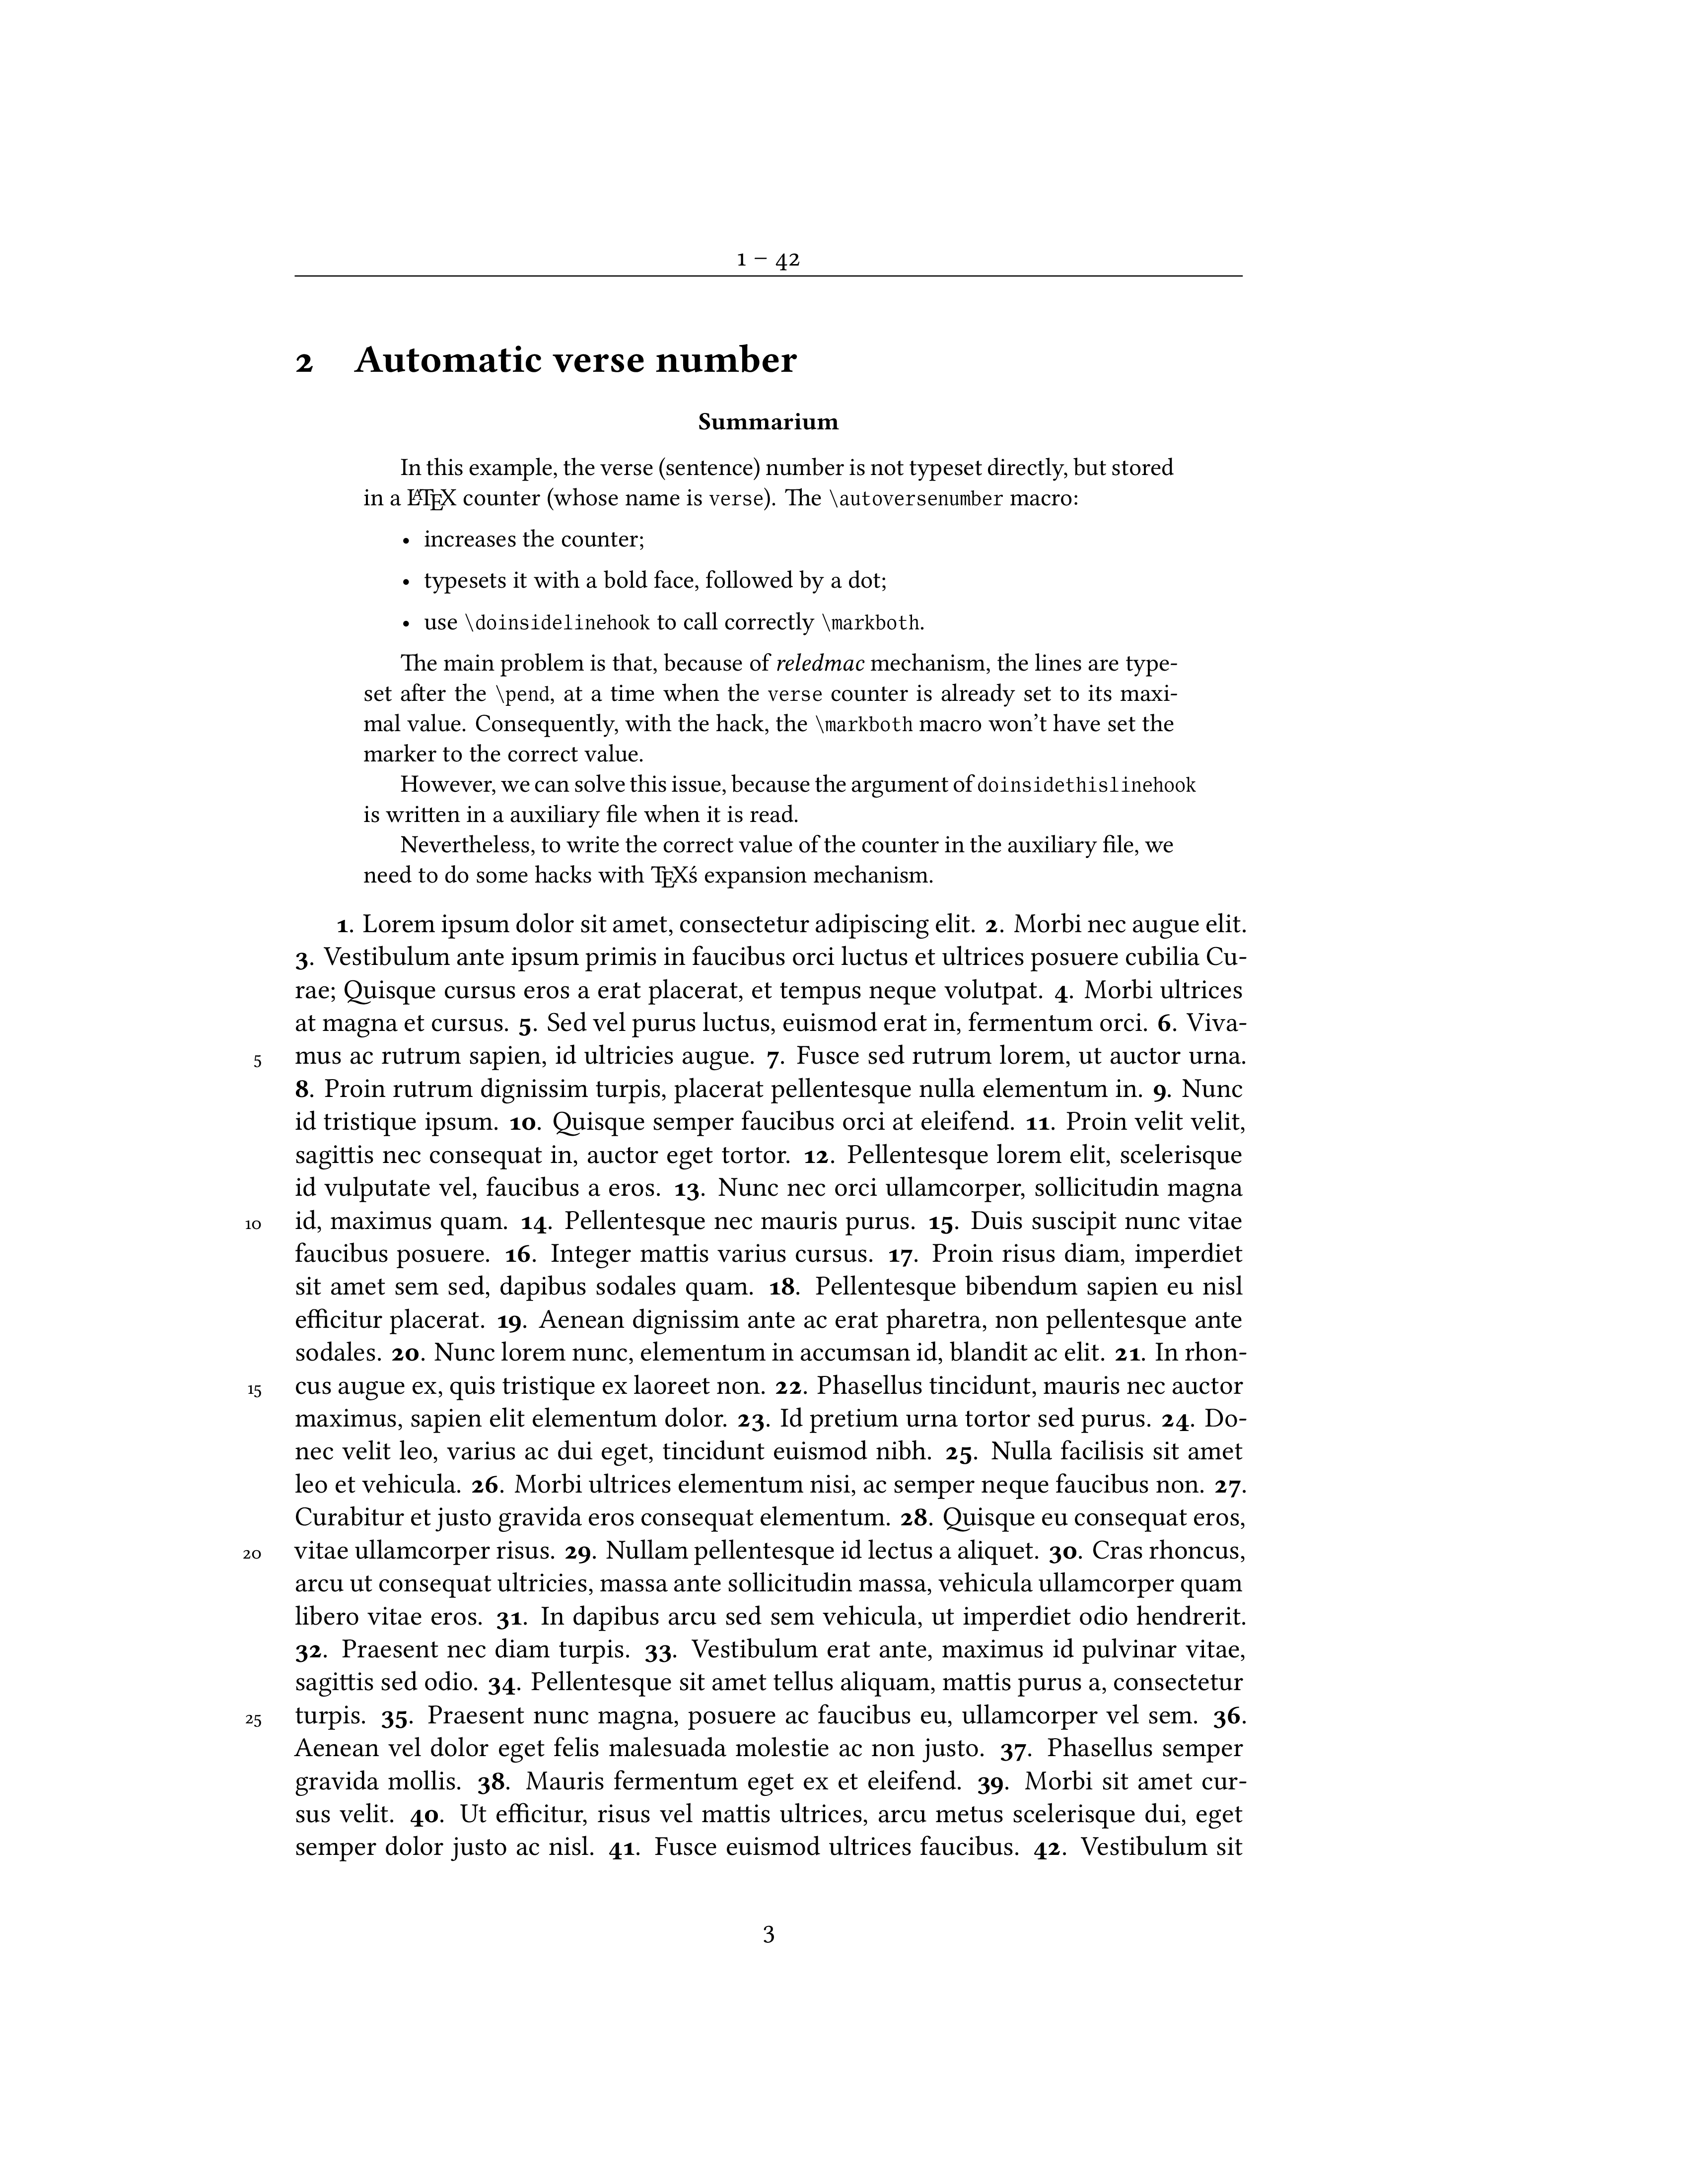 1 – 42
2 Automatic verse number
Summarium
In this example, the verse (sentence) number is not typeset directly, but stored
in a LATEX counter (whose name is verse). The \autoversenumber macro:
• increases the counter;
• typesets it with a bold face, followed by a dot;
• use \doinsidelinehook to call correctly \markboth.
The main problem is that, because of reledmac mechanism, the lines are type-
set after the \pend, at a time when the verse counter is already set to its maxi-
mal value. Consequently, with the hack, the \markboth macro won’t have set the
marker to the correct value.
However, we can solve this issue, because the argument of doinsidethislinehook
is written in a auxiliary file when it is read.
Nevertheless, to write the correct value of the counter in the auxiliary file, we
need to do some hacks with TEXś expansion mechanism.
1. Lorem ipsum dolor sit amet, consectetur adipiscing elit. 2. Morbi nec augue elit.
3. Vestibulum ante ipsum primis in faucibus orci luctus et ultrices posuere cubilia Cu-
rae; Quisque cursus eros a erat placerat, et tempus neque volutpat. 4. Morbi ultrices
at magna et cursus. 5. Sed vel purus luctus, euismod erat in, fermentum orci. 6. Viva-
5 mus ac rutrum sapien, id ultricies augue. 7. Fusce sed rutrum lorem, ut auctor urna.
8. Proin rutrum dignissim turpis, placerat pellentesque nulla elementum in. 9. Nunc
id tristique ipsum. 10. Quisque semper faucibus orci at eleifend. 11. Proin velit velit,
sagittis nec consequat in, auctor eget tortor. 12. Pellentesque lorem elit, scelerisque
id vulputate vel, faucibus a eros. 13. Nunc nec orci ullamcorper, sollicitudin magna
10 id, maximus quam. 14. Pellentesque nec mauris purus. 15. Duis suscipit nunc vitae
faucibus posuere. 16. Integer mattis varius cursus. 17. Proin risus diam, imperdiet
sit amet sem sed, dapibus sodales quam. 18. Pellentesque bibendum sapien eu nisl
efficitur placerat. 19. Aenean dignissim ante ac erat pharetra, non pellentesque ante
sodales. 20. Nunc lorem nunc, elementum in accumsan id, blandit ac elit. 21. In rhon-
15 cus augue ex, quis tristique ex laoreet non. 22. Phasellus tincidunt, mauris nec auctor
maximus, sapien elit elementum dolor. 23. Id pretium urna tortor sed purus. 24. Do-
nec velit leo, varius ac dui eget, tincidunt euismod nibh. 25. Nulla facilisis sit amet
leo et vehicula. 26. Morbi ultrices elementum nisi, ac semper neque faucibus non. 27.
Curabitur et justo gravida eros consequat elementum. 28. Quisque eu consequat eros,
20 vitae ullamcorper risus. 29. Nullam pellentesque id lectus a aliquet. 30. Cras rhoncus,
arcu ut consequat ultricies, massa ante sollicitudin massa, vehicula ullamcorper quam
libero vitae eros. 31. In dapibus arcu sed sem vehicula, ut imperdiet odio hendrerit.
32. Praesent nec diam turpis. 33. Vestibulum erat ante, maximus id pulvinar vitae,
sagittis sed odio. 34. Pellentesque sit amet tellus aliquam, mattis purus a, consectetur
25 turpis. 35. Praesent nunc magna, posuere ac faucibus eu, ullamcorper vel sem. 36.
Aenean vel dolor eget felis malesuada molestie ac non justo. 37. Phasellus semper
gravida mollis. 38. Mauris fermentum eget ex et eleifend. 39. Morbi sit amet cur-
sus velit. 40. Ut efficitur, risus vel mattis ultrices, arcu metus scelerisque dui, eget
semper dolor justo ac nisl. 41. Fusce euismod ultrices faucibus. 42. Vestibulum sit
3